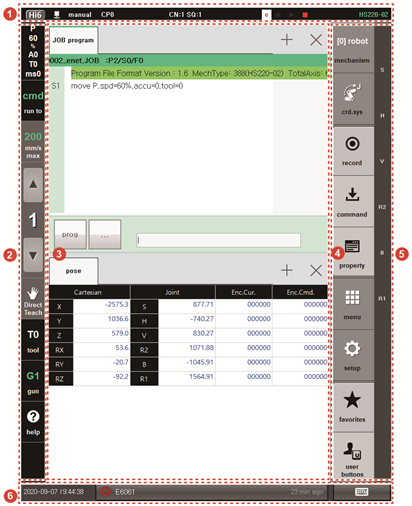 1
Hi6 manual CP0 CN:1 SQ:1 HS220-02
P
60
%
A0
T0
ms0
cmd
run to
200
mm/s
max
1
2
Direct
Teach
T0
tool
G1
gun
help
JOB program
002_enet.JOB :P2/S0/F0
Program File Format Version : 1.6 MechType: 388(HS220-02) TotalAxis:
S1 move P,spd=60%,accu=0,tool=0
prog ...
3
pose
Cartesian Joint Enc.Cur. Enc.Cmd.
X -2575.3 S 877.71 000000 000000
Y 1036.6 H -740.27 000000 000000
Z 579.0 V 830.27 000000 000000
RX 53.6 R2 1071.88 000000 000000
RY -20.7 B -1045.91 000000 000000
RZ -92.2 R1 1564.91 000000 000000
[0] robot
mechanism
crd.sys
record
command
4
property
menu
setup
favorites
user
buttons
S
H
V
R2
B
5
R1
6
2020-09-07 19:44:38 E6061 23 min ago